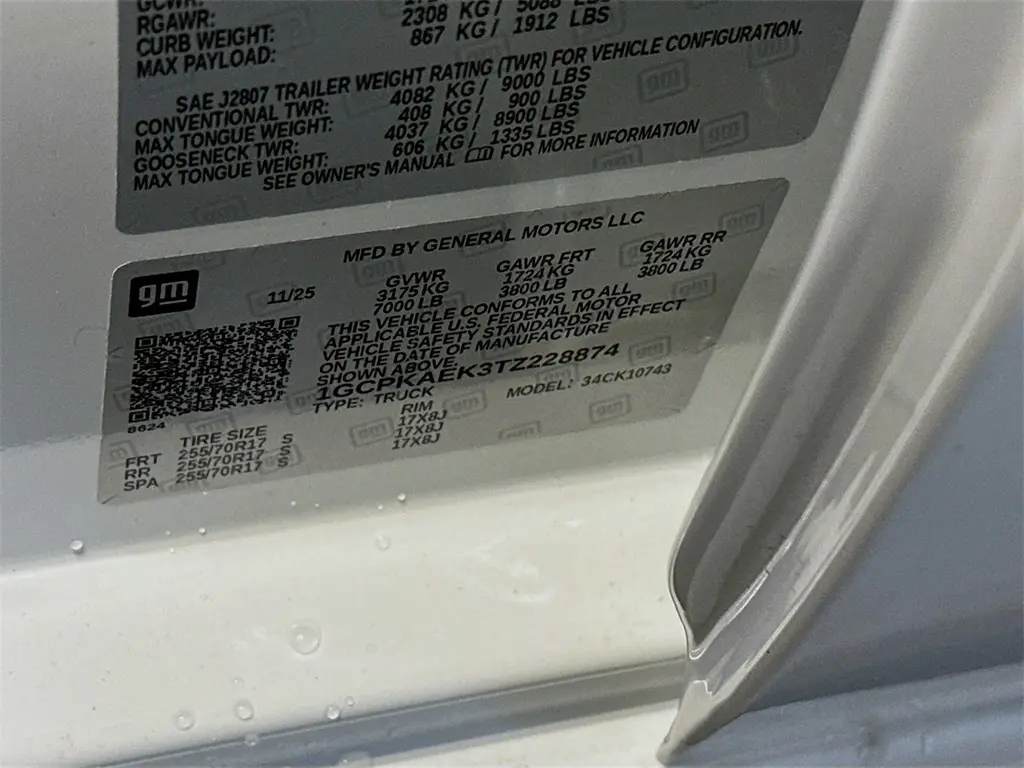 RGAWR: 2308 KG/ 5088 LBS
CURB WEIGHT: 867 KG/ 1912 LBS
MAX PAYLOAD:
SAE J2807 TRAILER WEIGHT RATING (TWR) FOR VEHICLE CONFIGURATION.
CONVENTIONAL TWR: 4082 KG/ 9000 LBS
MAX TONGUE WEIGHT: 408 KG/ 900 LBS
GOOSENECK TWR: 4037 KG/ 8900 LBS
MAX TONGUE WEIGHT: 606 KG/ 1335 LBS
SEE OWNER'S MANUAL FOR MORE INFORMATION
MFD BY GENERAL MOTORS LLC
gm 11/25
GVWR GAWR FRT GAWR RR
3175 KG 1724 KG 1724 KG
7000 LB 3800 LB 3800 LB
THIS VEHICLE CONFORMS TO ALL
APPLICABLE U.S. FEDERAL MOTOR
VEHICLE SAFETY STANDARDS IN EFFECT
ON THE DATE OF MANUFACTURE
SHOWN ABOVE.
1GCPKAEK3TZ228874
TYPE: TRUCK MODEL: 34CK10743
8624
TIRE SIZE RIM
FRT 255/70R17 S 17X8J
RR 255/70R17 S 17X8J
SPA 255/70R17 S 17X8J